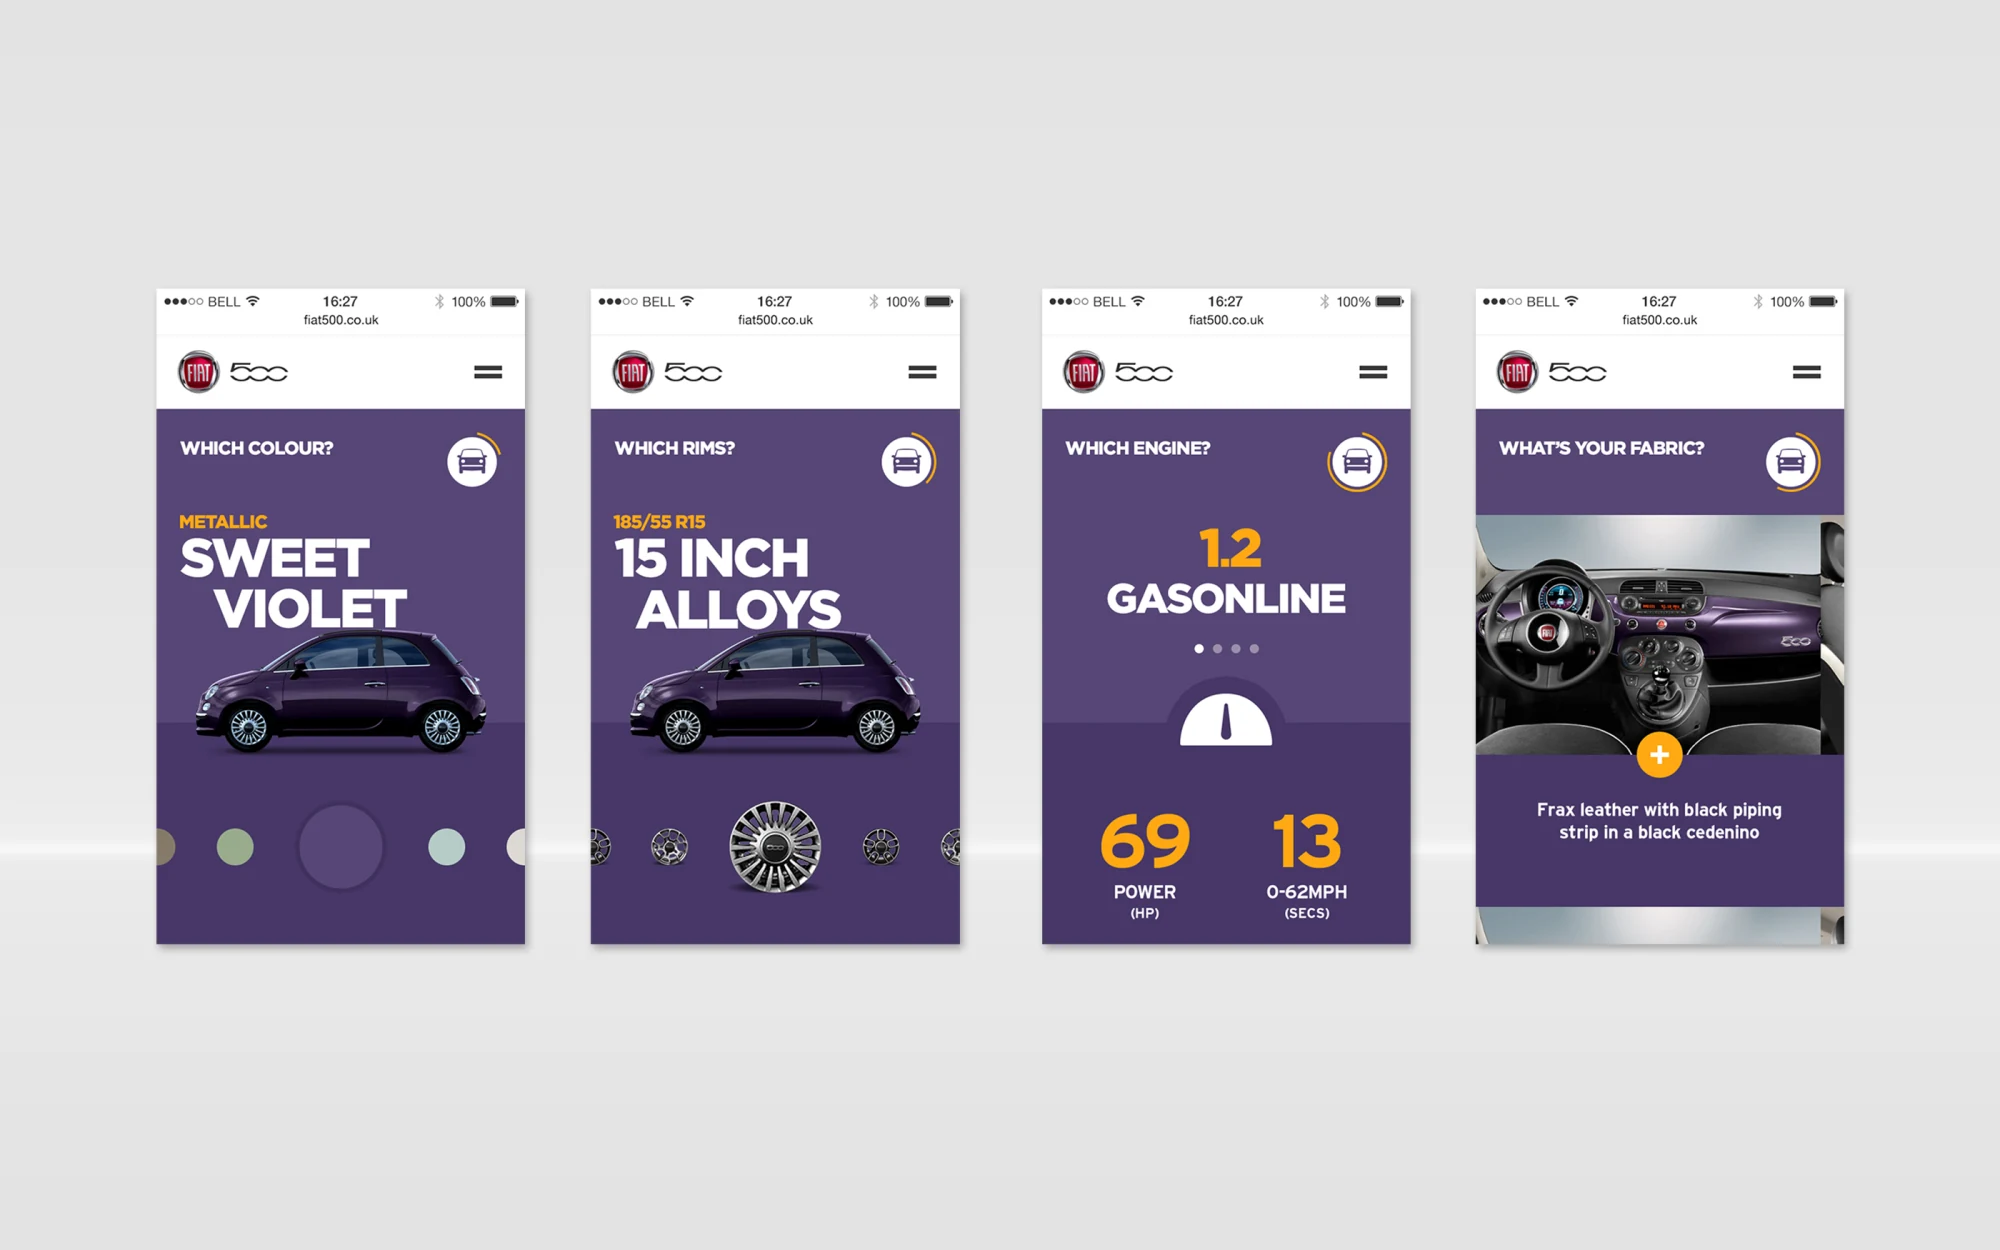 BELL
16:27
100%
fiat500.co.uk
FIAT
500
WHICH COLOUR?
METALLIC
SWEET
VIOLET
BELL
16:27
100%
fiat500.co.uk
FIAT
500
WHICH RIMS?
185/55 R15
15 INCH
ALLOYS
500
BELL
16:27
100%
fiat500.co.uk
FIAT
500
WHICH ENGINE?
1.2
GASONLINE
69
POWER
(HP)
13
0-62MPH
(SECS)
BELL
16:27
100%
fiat500.co.uk
FIAT
500
WHAT'S YOUR FABRIC?
FIAT
500
Frax leather with black piping
strip in a black cedenino